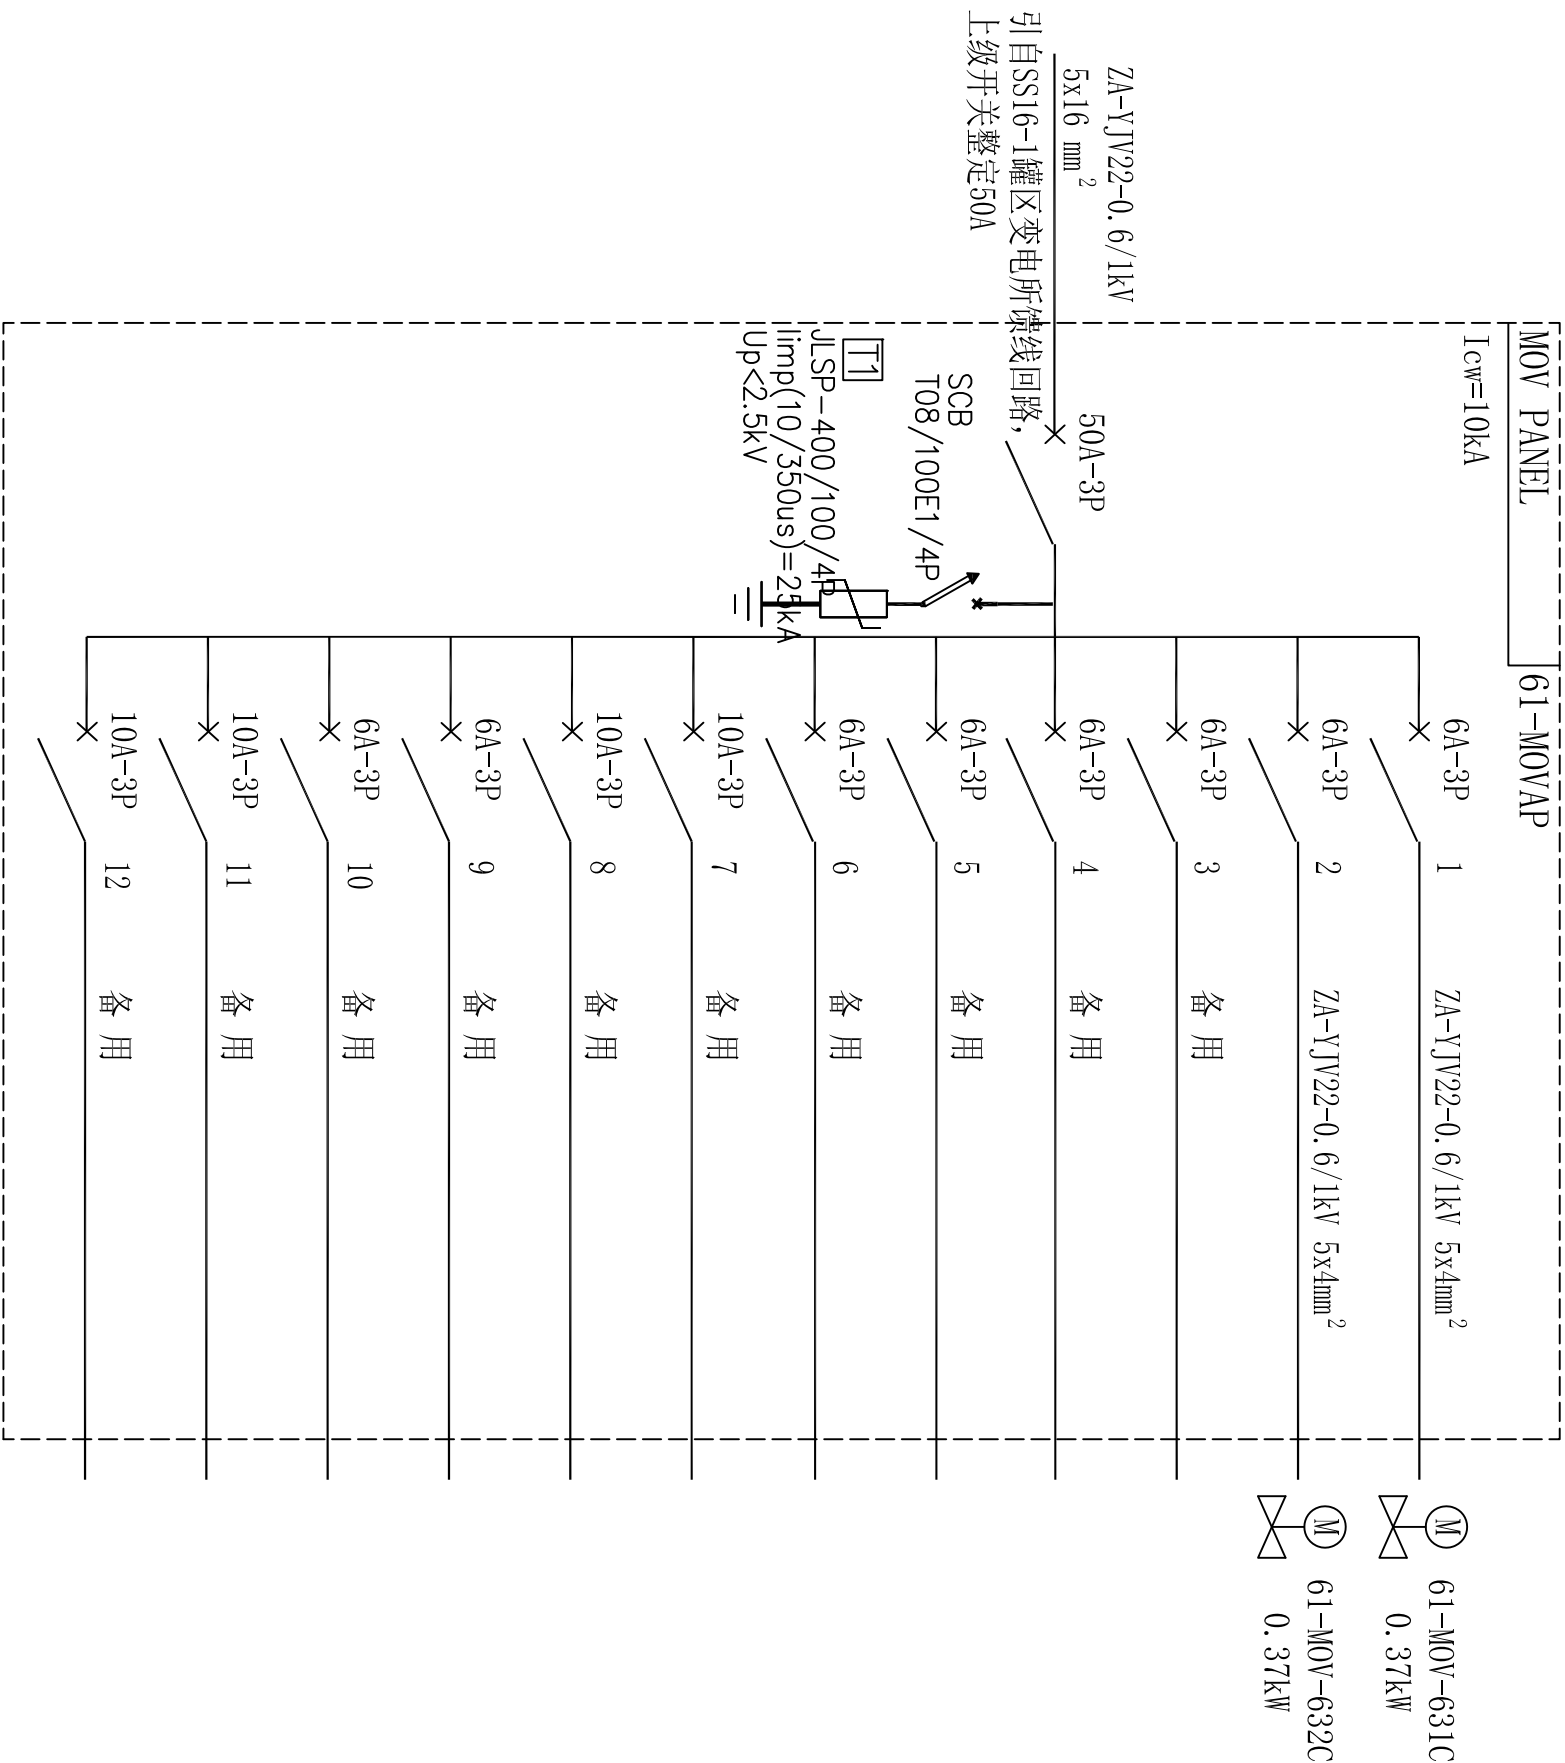 MOV PANEL
61-MOVAP
Icw=10kA
ZA-YJV22-0.6/1kV
5x16 mm²
引自SS16-1罐区变电所馈线回路,
上级开关整定50A
50A-3P
SCB
T08/100E1/4P
T1
JLSP-400/100/4P
Iimp(10/350us)=25kA
Up<2.5kV
6A-3P 1 ZA-YJV22-0.6/1kV 5x4mm²
61-MOV-631C
M
0.37kW
6A-3P 2 ZA-YJV22-0.6/1kV 5x4mm²
61-MOV-632C
M
0.37kW
6A-3P 3 备用
6A-3P 4 备用
6A-3P 5 备用
6A-3P 6 备用
10A-3P 7 备用
10A-3P 8 备用
6A-3P 9 备用
6A-3P 10 备用
10A-3P 11 备用
10A-3P 12 备用